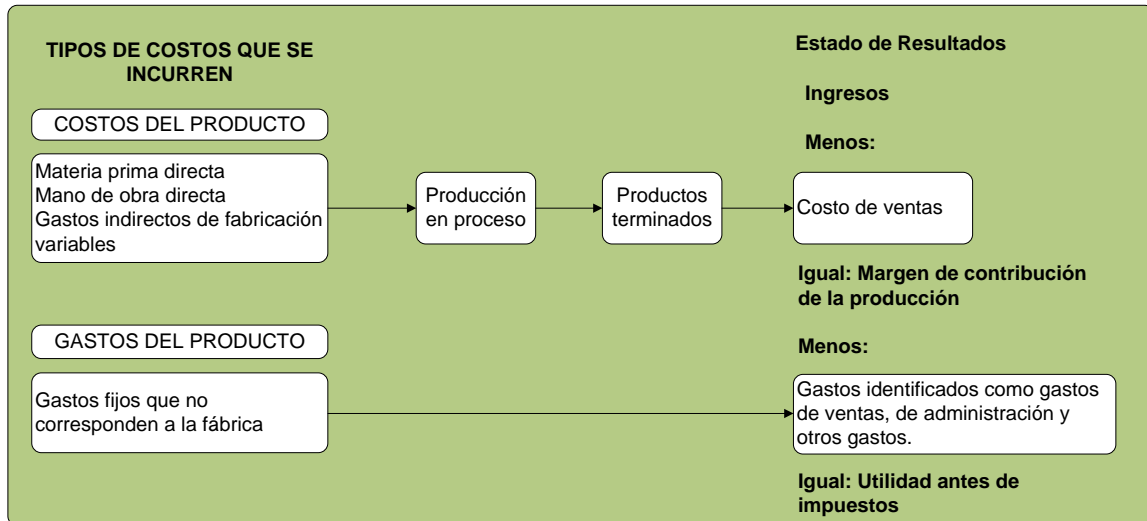 TIPOS DE COSTOS QUE SE
INCURREN
COSTOS DEL PRODUCTO
Materia prima directa
Mano de obra directa
Gastos indirectos de fabricación
variables
Producción
en proceso
Productos
terminados
Estado de Resultados
Ingresos
Menos:
Costo de ventas
Igual: Margen de contribución
de la producción
GASTOS DEL PRODUCTO
Gastos fijos que no
corresponden a la fábrica
Menos:
Gastos identificados como gastos
de ventas, de administración y
otros gastos.
Igual: Utilidad antes de
impuestos